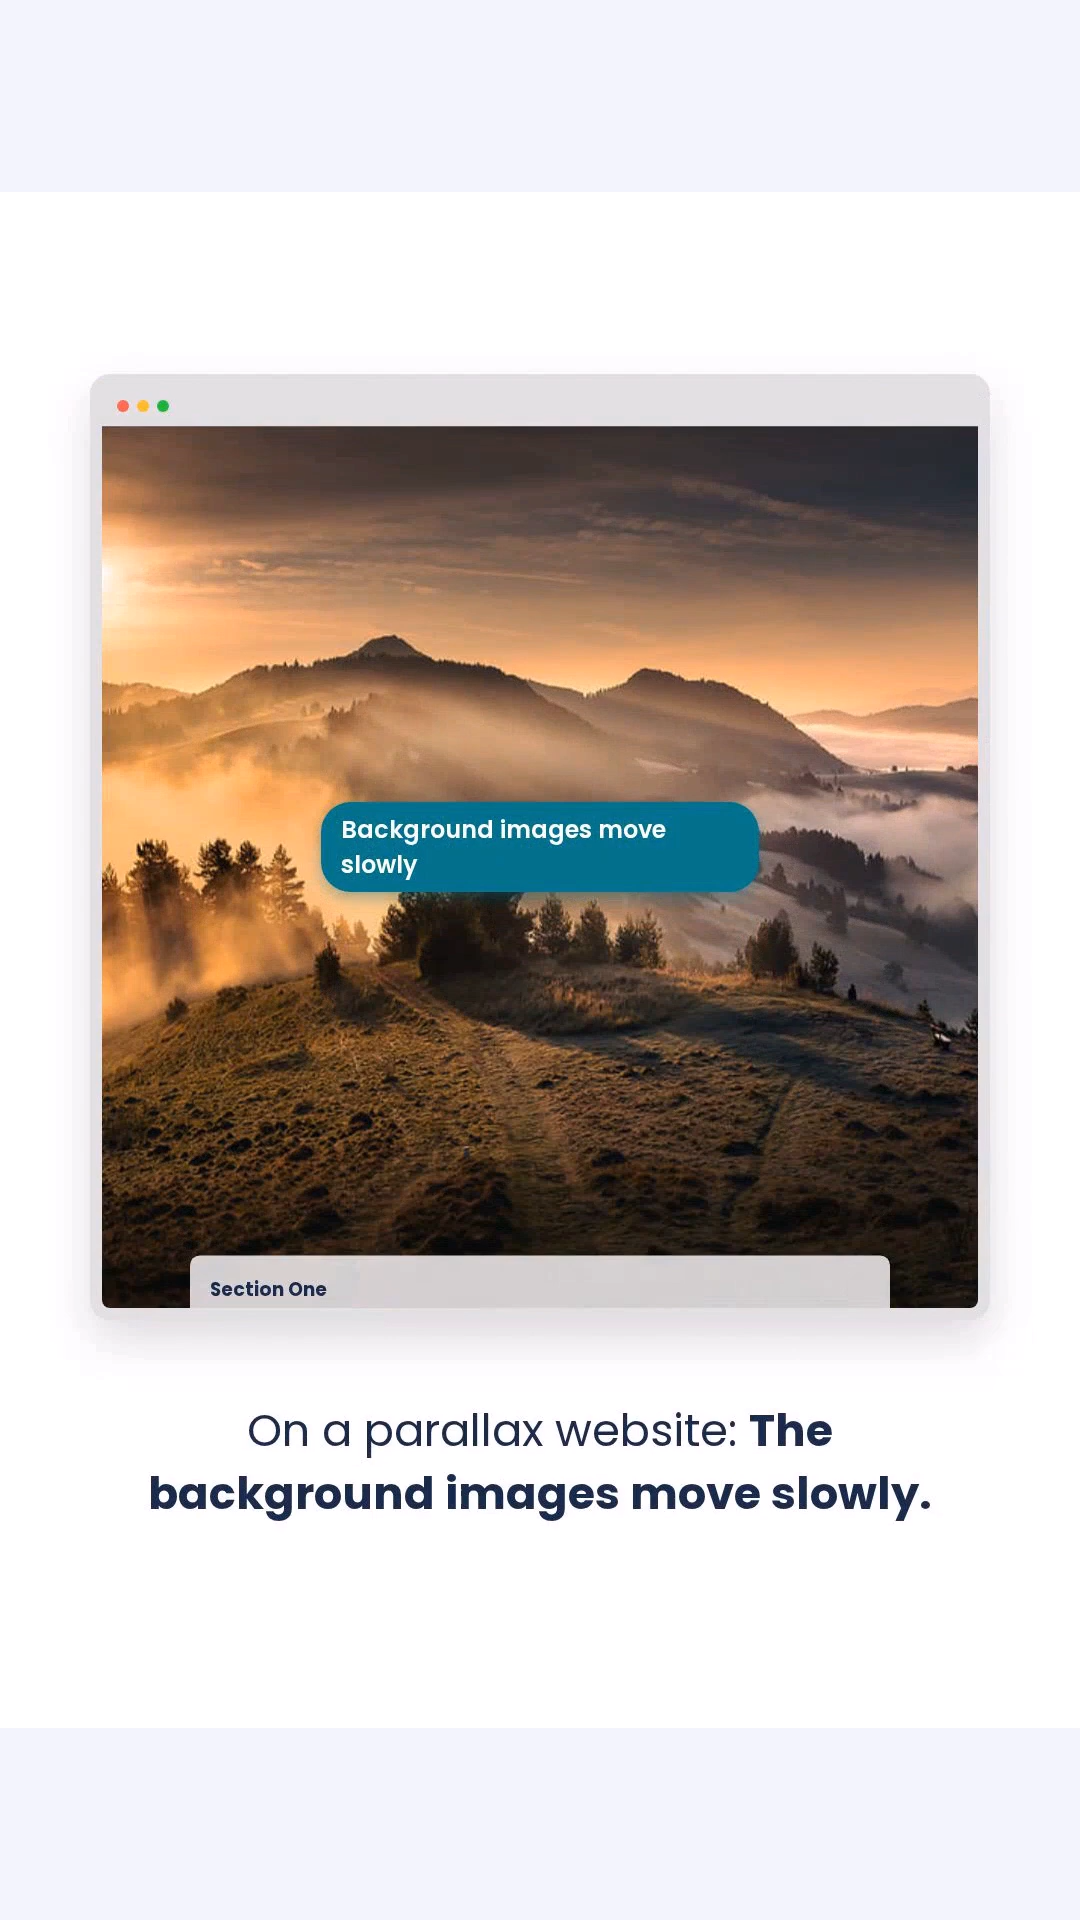 Background images move
slowly
Section One
On a parallax website: The
background images move slowly.